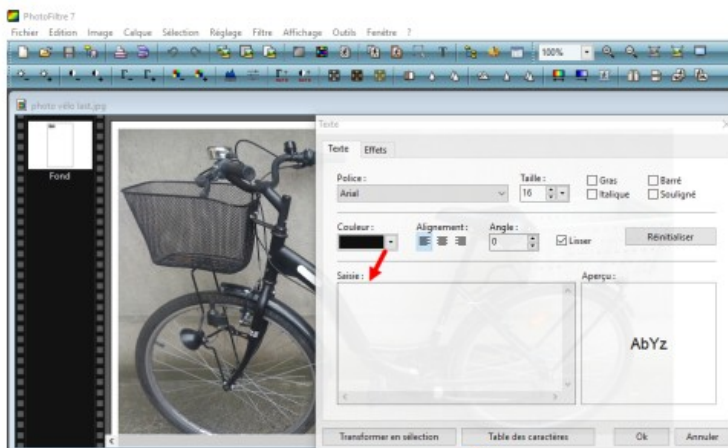 PhotoFiltre 7
Fichier Edition Image Calque Sélection Réglage Filtre Affichage Outils Fenêtre ?
100%
photo vélo last.jpg
Fond
Texte
Texte Effets
Police : Taille :
Arial 16 Gras Barré
Italique Souligné
Couleur : Alignement : Angle :
0 Lisser Réinitialiser
Saisie : Aperçu :
AbYz
Transformer en sélection Table des caractères Ok Annuler